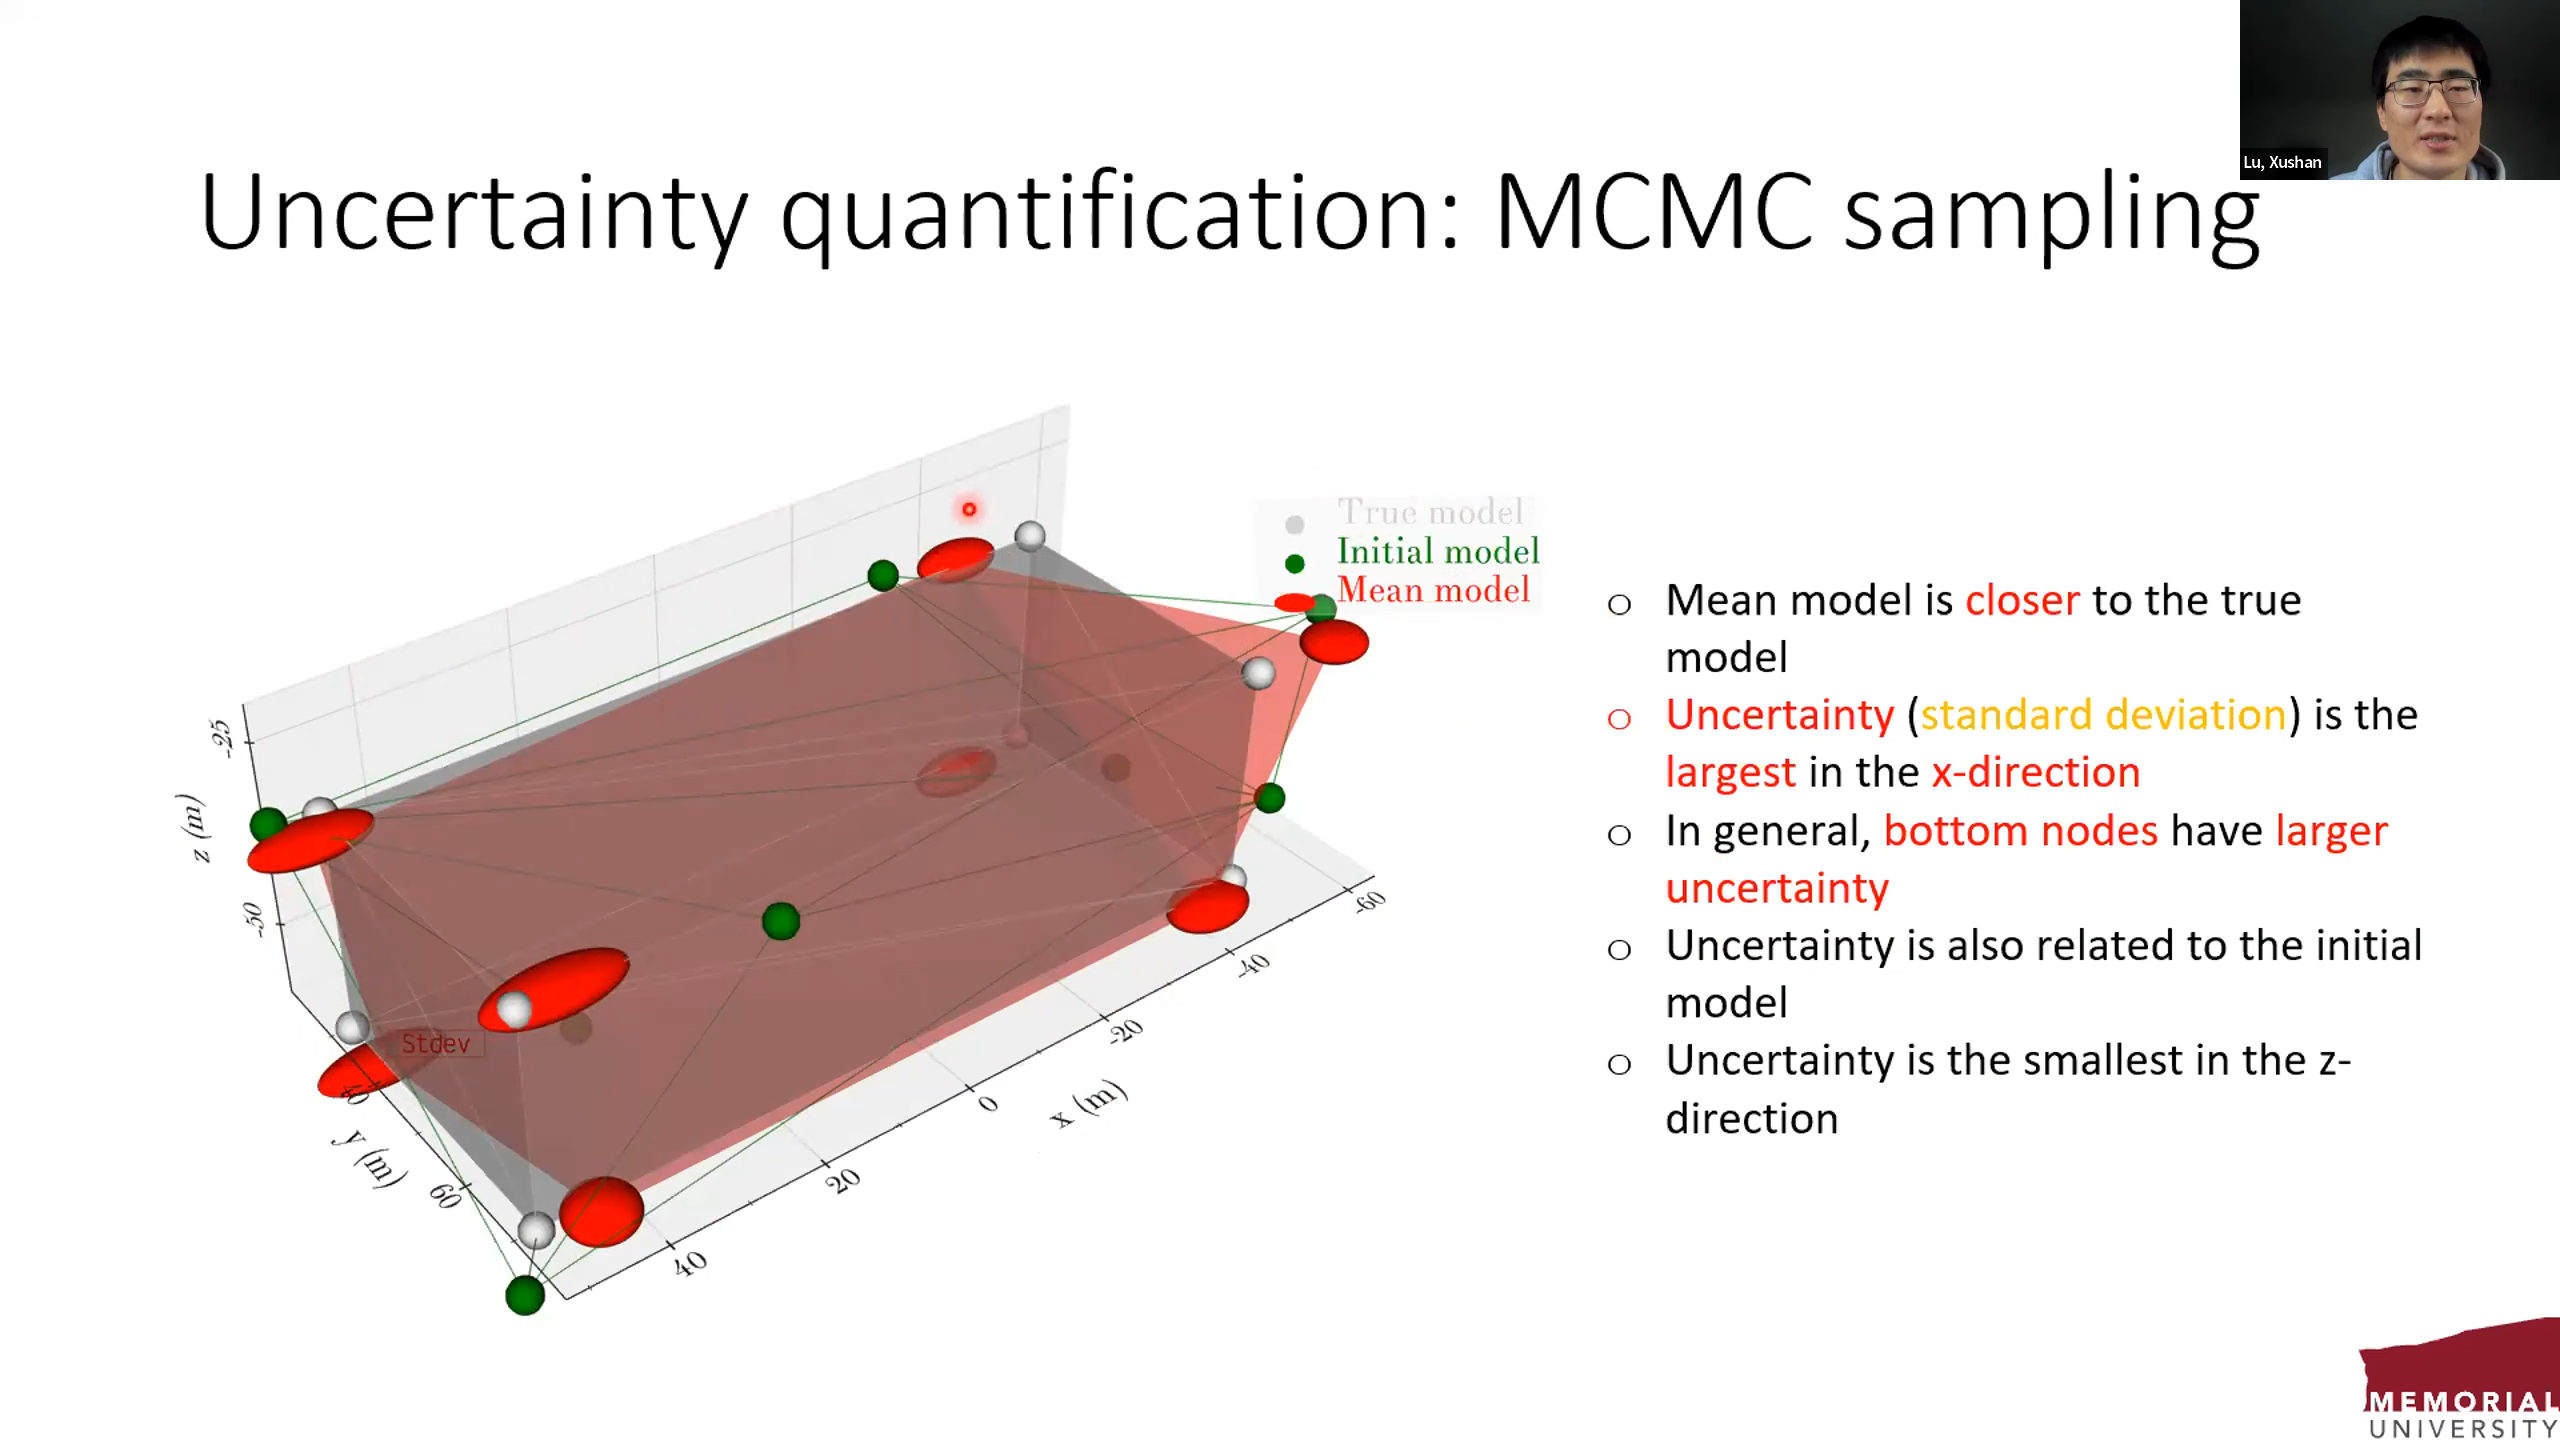 Lu, Xushan
Uncertainty quantification: MCMC sampling
True model
Initial model
Mean model
-25
z (m)
-50
Stdev
40
y (m)
60
-60
-40
-20
0
x (m)
20
40
o Mean model is closer to the true
model
o Uncertainty (standard deviation) is the
largest in the x-direction
o In general, bottom nodes have larger
uncertainty
o Uncertainty is also related to the initial
model
o Uncertainty is the smallest in the z-
direction
MEMORIAL
UNIVERSITY